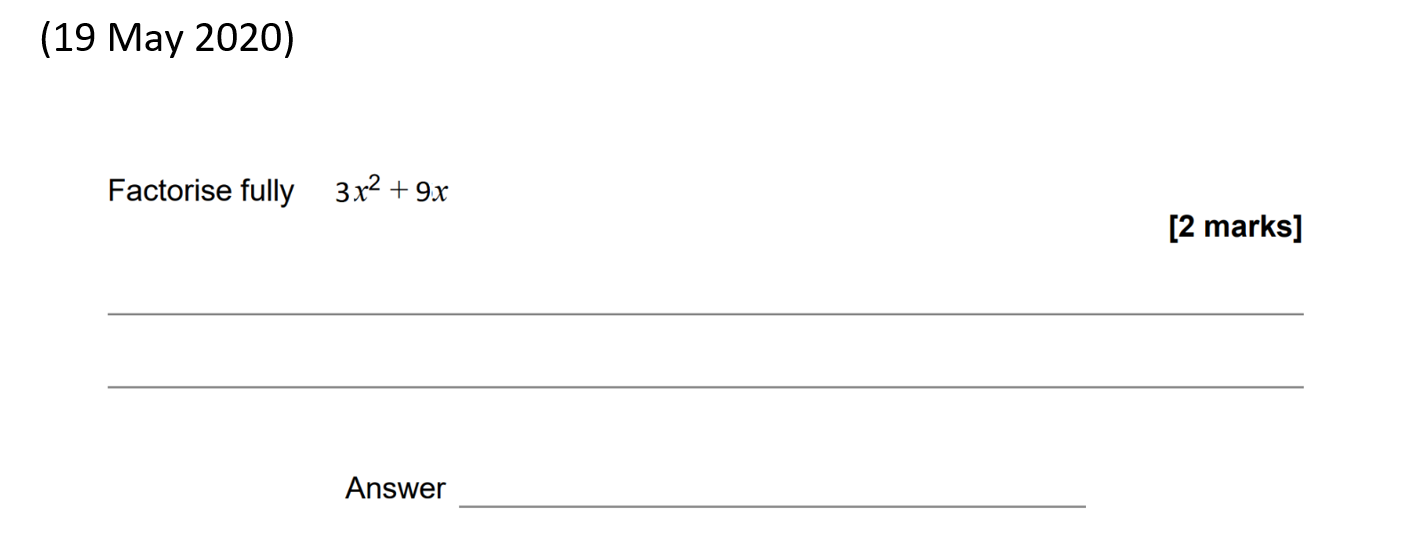 (19 May 2020)
Factorise fully 3x² + 9x
[2 marks]
Answer